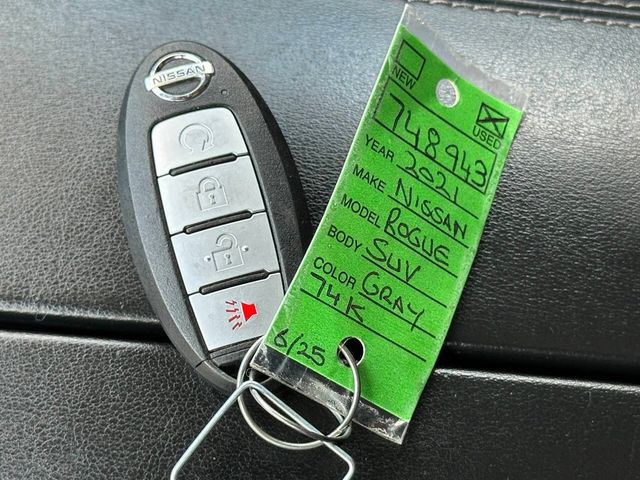 NISSAN
NEW
USED
748943
YEAR 2021
MAKE NISSAN
MODEL ROGUE
BODY SUV
COLOR GRAY
74K
6/25